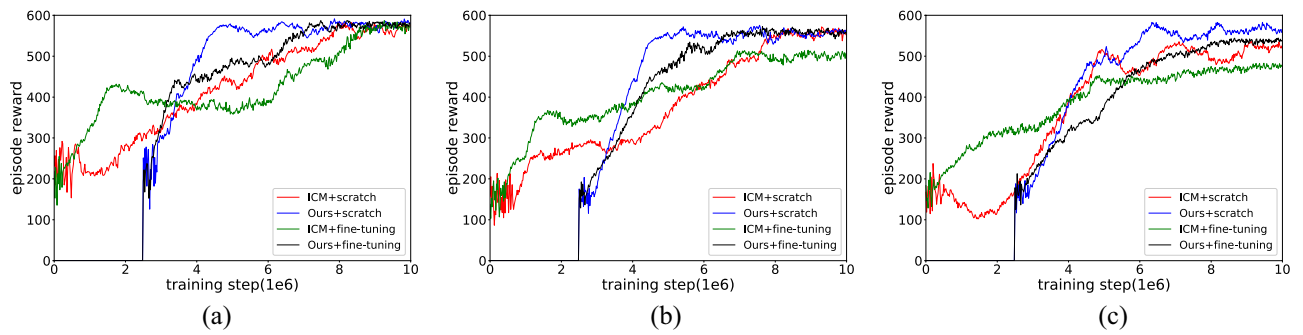 600
500
400
300
200
100
0
episode reward
ICM+scratch
Ours+scratch
ICM+fine-tuning
Ours+fine-tuning
0 2 4 6 8 10
training step(1e6)
(a)
600
500
400
300
200
100
0
episode reward
ICM+scratch
Ours+scratch
ICM+fine-tuning
Ours+fine-tuning
0 2 4 6 8 10
training step(1e6)
(b)
600
500
400
300
200
100
0
episode reward
ICM+scratch
Ours+scratch
ICM+fine-tuning
Ours+fine-tuning
0 2 4 6 8 10
training step(1e6)
(c)